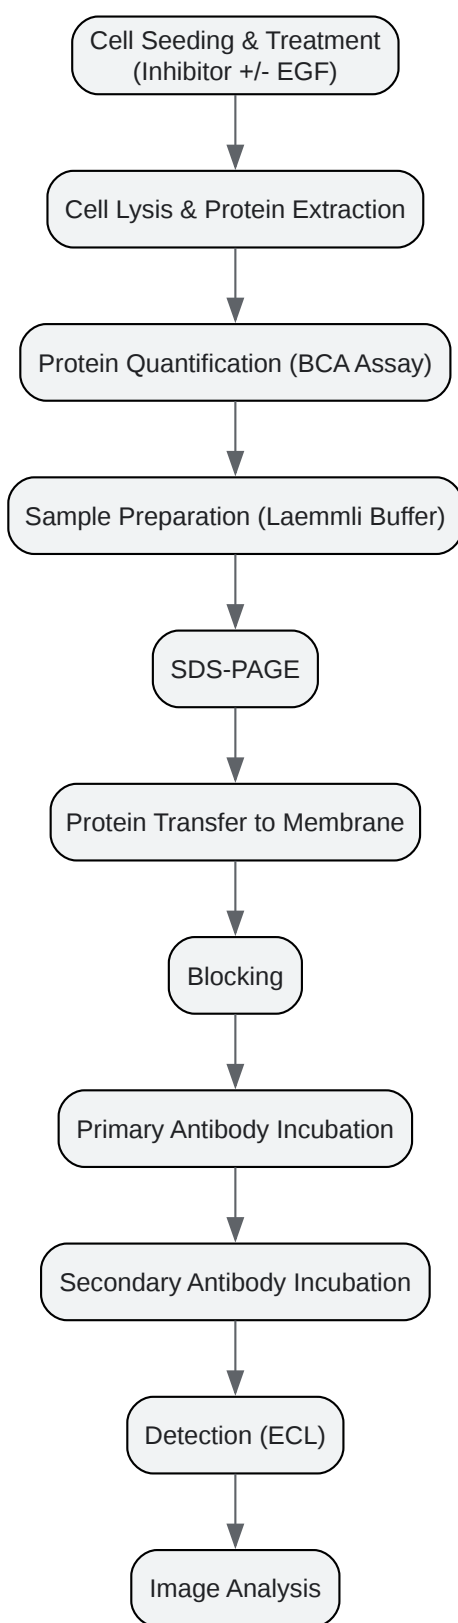 Cell Seeding & Treatment
(Inhibitor +/- EGF)
Cell Lysis & Protein Extraction
Protein Quantification (BCA Assay)
Sample Preparation (Laemmli Buffer)
SDS-PAGE
Protein Transfer to Membrane
Blocking
Primary Antibody Incubation
Secondary Antibody Incubation
Detection (ECL)
Image Analysis